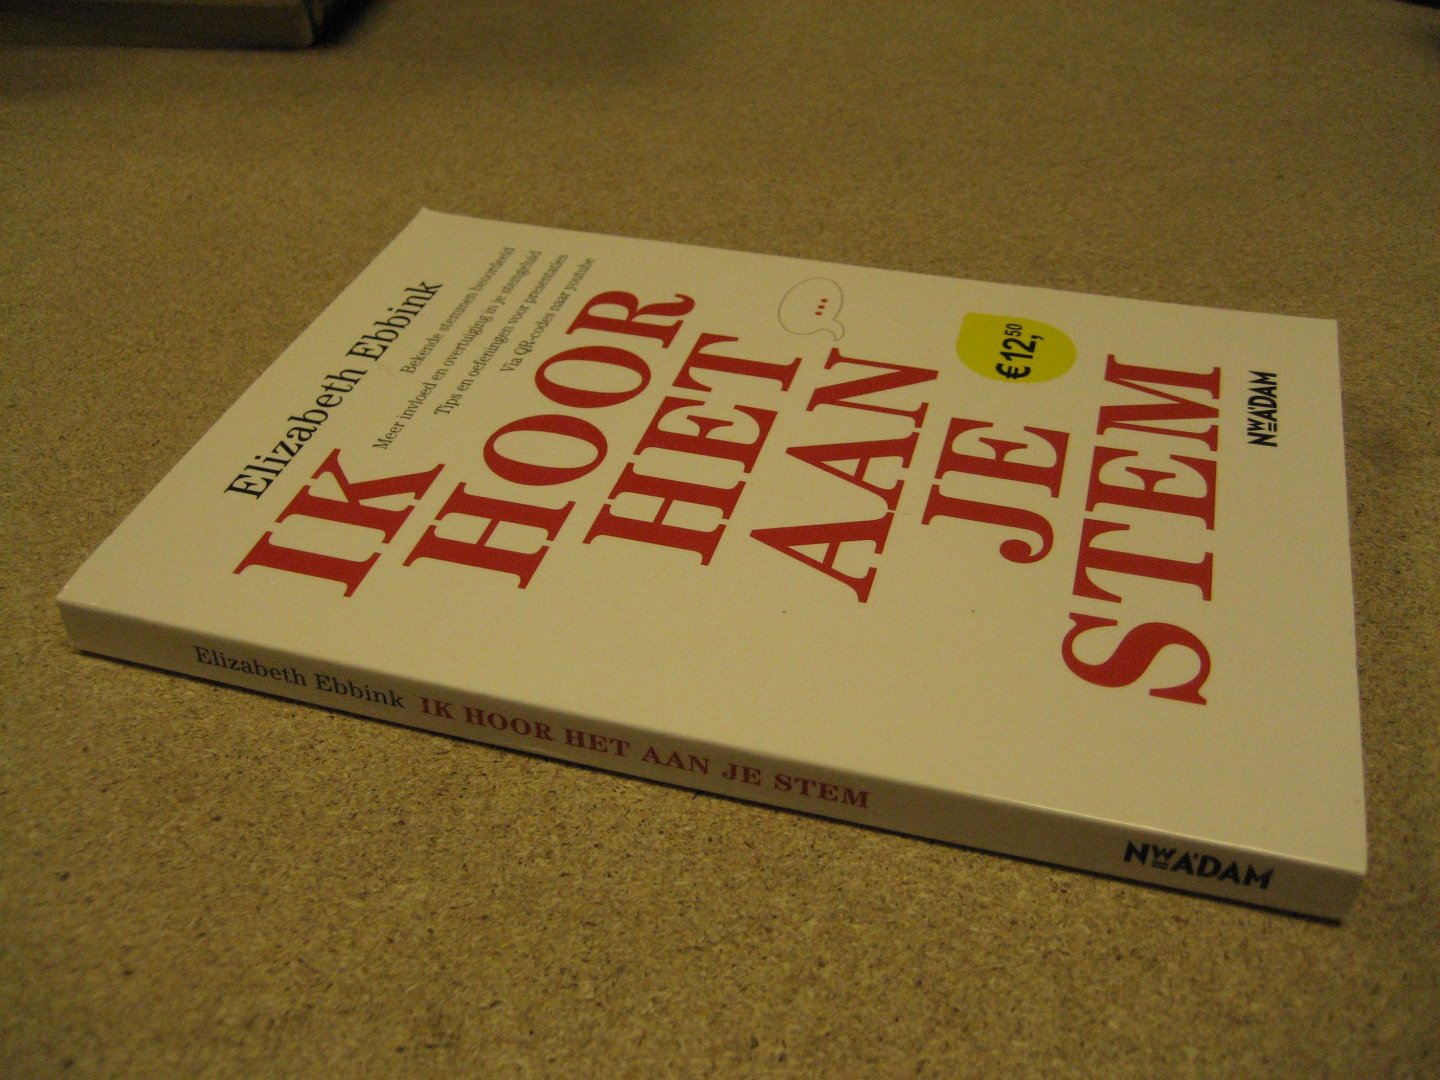 Elizabeth Ebbink
Bekende stemmen beoordeeld
Meer invloed en overtuiging in je stemgeluid
Tips en oefeningen voor presentaties
Via QR-codes naar youtube
IK
HOOR
HET
AAN
JE
STEM
...
€ 12,50
NWA'DAM
Elizabeth Ebbink IK HOOR HET AAN JE STEM NWA'DAM